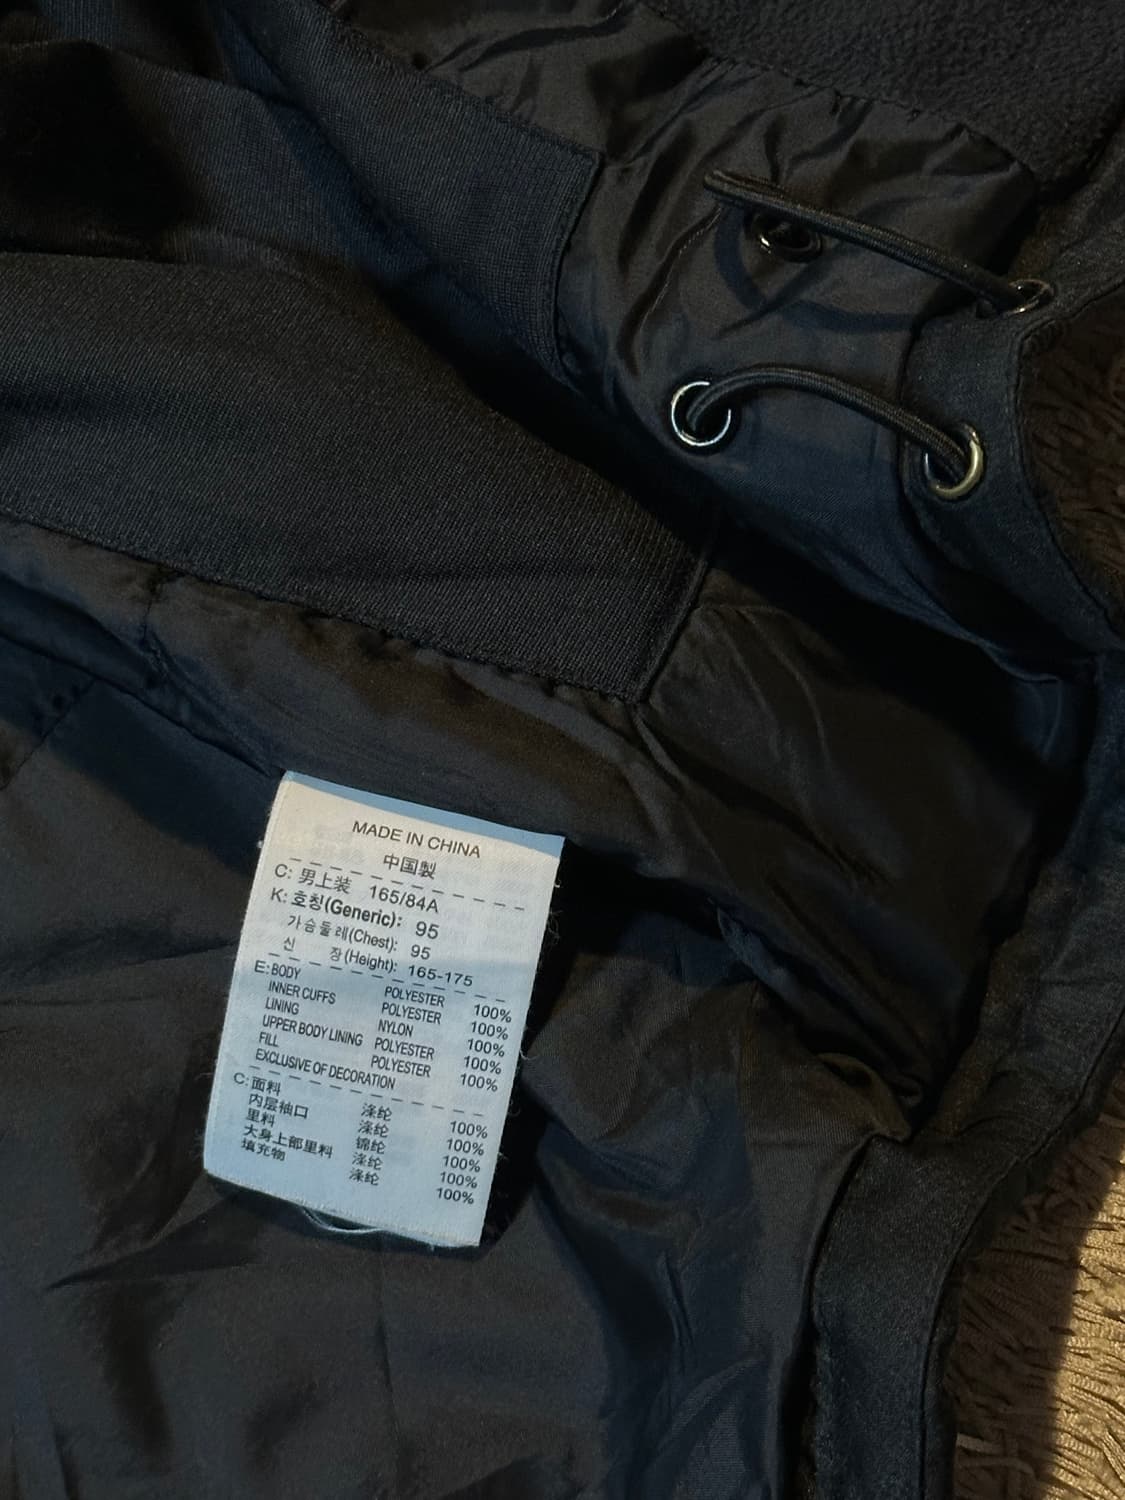 MADE IN CHINA
中国製
C: 男上装 165/84A
K: 호칭(Generic): 95
가슴둘레(Chest): 95
신 장(Height): 165-175
E: BODY POLYESTER 100%
INNER CUFFS POLYESTER 100%
LINING NYLON 100%
UPPER BODY LINING POLYESTER 100%
FILL POLYESTER 100%
EXCLUSIVE OF DECORATION
C: 面料 涤纶 100%
内层袖口 涤纶 100%
里料 锦纶 100%
大身上部里料 涤纶 100%
填充物 涤纶 100%